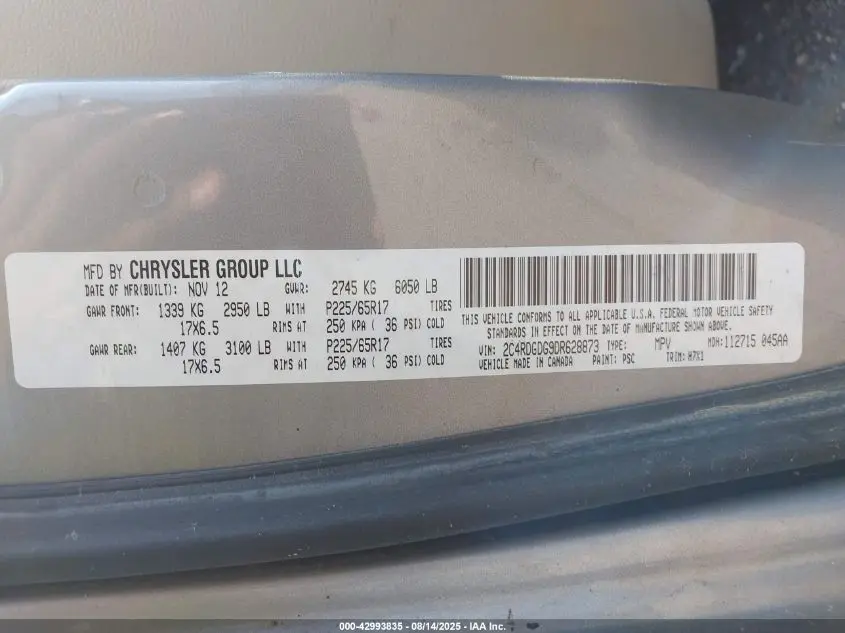 MFD BY CHRYSLER GROUP LLC
DATE OF MFR(BUILT): NOV 12 GVWR: 2745 KG 6050 LB
GAWR FRONT: 1339 KG 2950 LB WITH P225/65R17 TIRES
17X6.5 RIMS AT 250 KPA ( 36 PSI) COLD
GAWR REAR: 1407 KG 3100 LB WITH P225/65R17 TIRES
17X6.5 RIMS AT 250 KPA ( 36 PSI) COLD
THIS VEHICLE CONFORMS TO ALL APPLICABLE U.S.A. FEDERAL MOTOR VEHICLE SAFETY
STANDARDS IN EFFECT ON THE DATE OF MANUFACTURE SHOWN ABOVE.
VIN: 2C4RDGDG9DR628873 TYPE: MPV MDH: 112715 045AA
VEHICLE MADE IN CANADA PAINT: PSC TRIM: H7X1
000-42993835 - 08/14/2025 - IAA Inc.